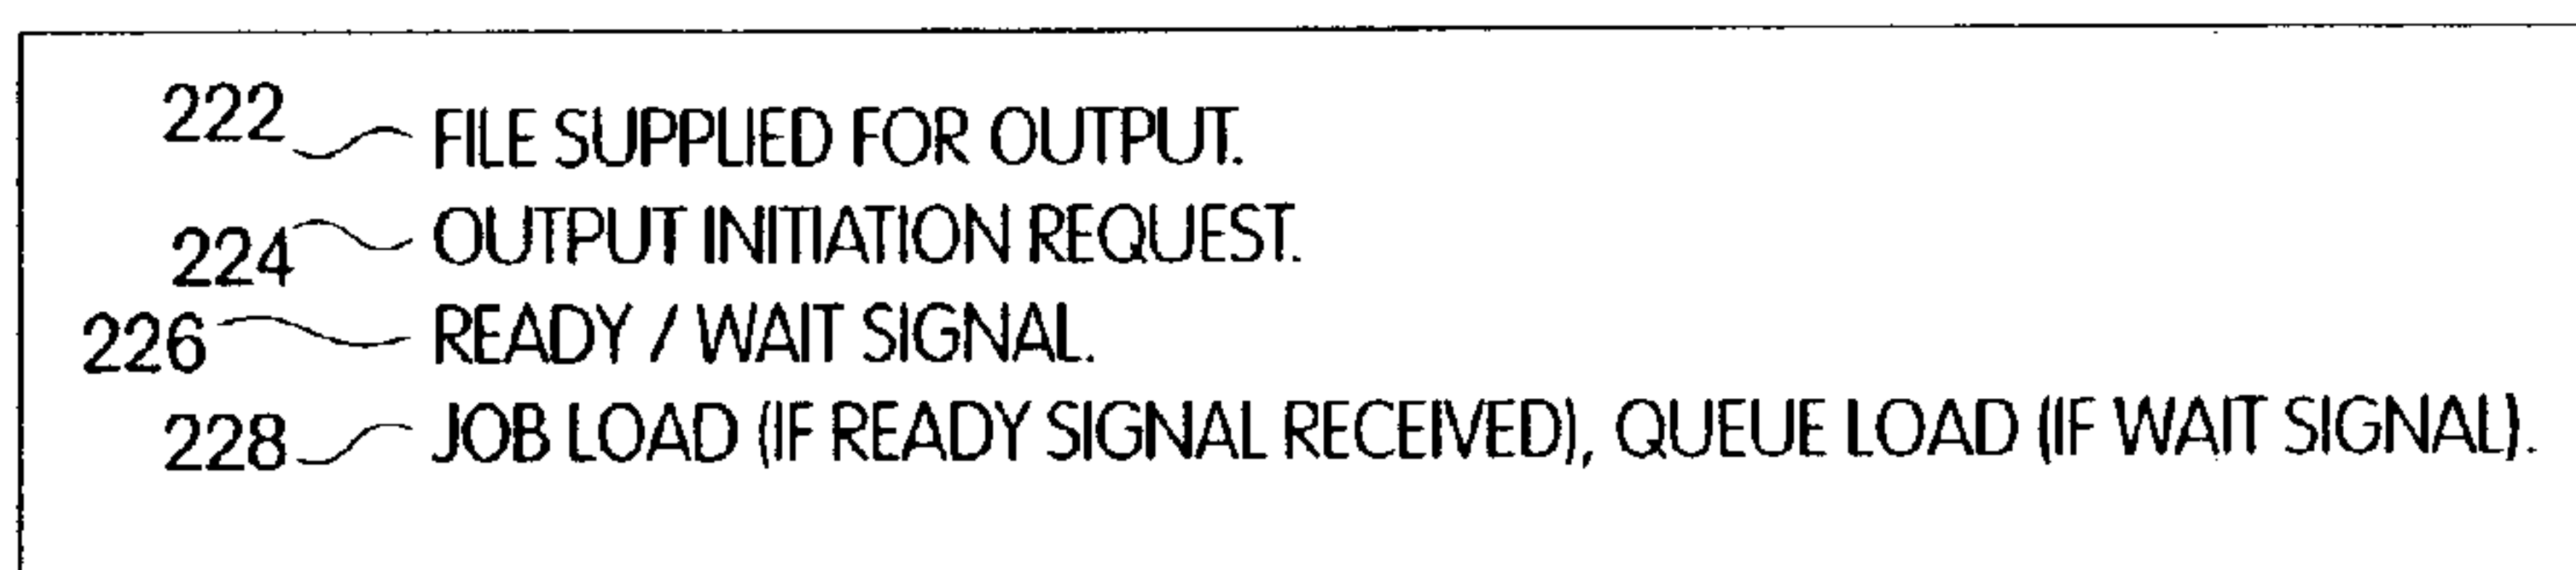 222 FILE SUPPLIED FOR OUTPUT.
224 OUTPUT INITIATION REQUEST.
226 READY / WAIT SIGNAL.
228 JOB LOAD (IF READY SIGNAL RECEIVED), QUEUE LOAD (IF WAIT SIGNAL).